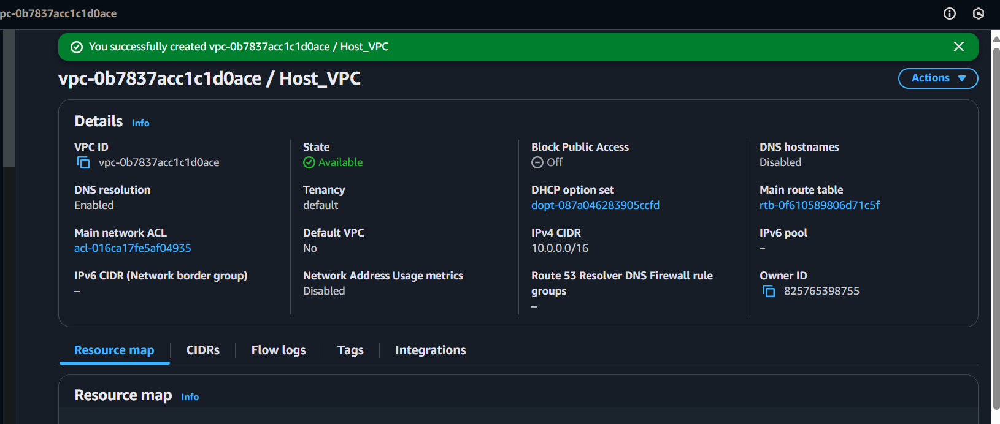 pc-0b7837acc1c1d0ace
You successfully created vpc-0b7837acc1c1d0ace / Host_VPC
vpc-0b7837acc1c1d0ace / Host_VPC
Actions
Details Info
VPC ID
vpc-0b7837acc1c1d0ace
State
Available
Block Public Access
Off
DNS hostnames
Disabled
DNS resolution
Enabled
Tenancy
default
DHCP option set
dopt-087a046283905ccfd
Main route table
rtb-0f610589806d71c5f
Main network ACL
acl-016ca17fe5af04935
Default VPC
No
IPv4 CIDR
10.0.0.0/16
IPv6 pool
–
IPv6 CIDR (Network border group)
–
Network Address Usage metrics
Disabled
Route 53 Resolver DNS Firewall rule
groups
–
Owner ID
825765398755
Resource map
CIDRs
Flow logs
Tags
Integrations
Resource map Info